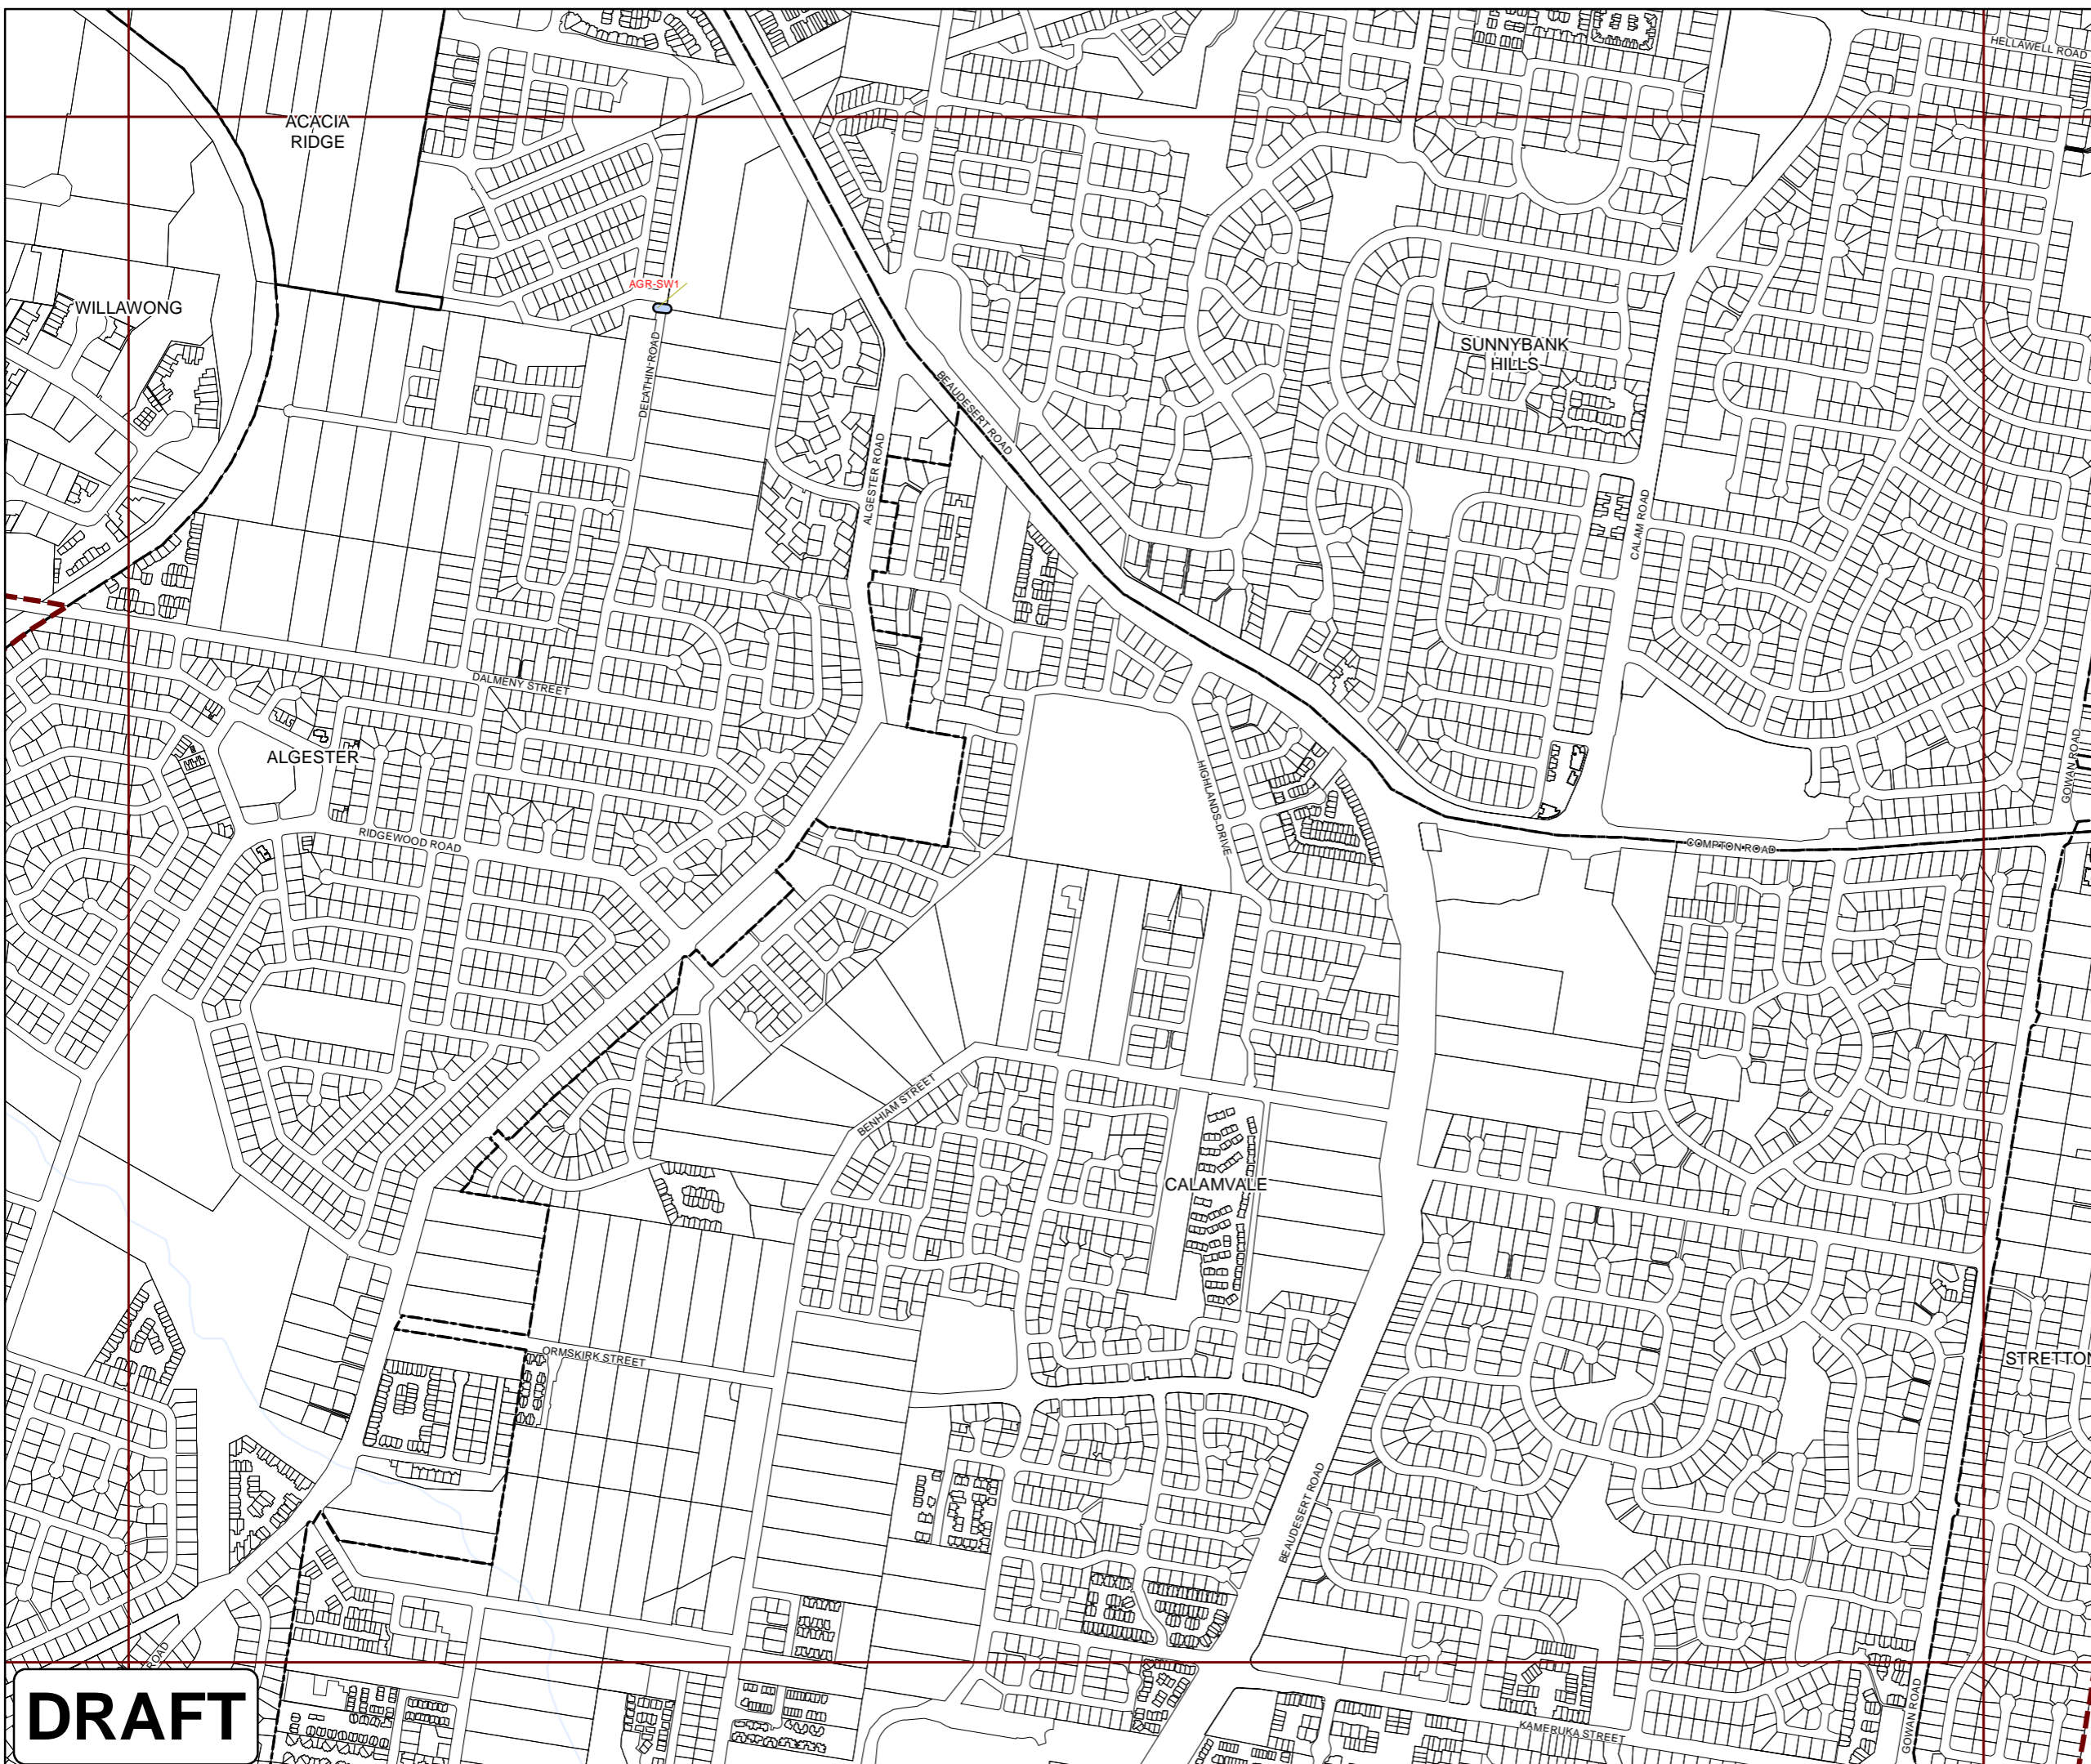 HELLAWELL ROAD
ACACIA
RIDGE
AGR-SW1
WILLAWONG
DELATHIN ROAD
SUNNYBANK
HILLS
BEAUDESERT ROAD
ALGESTER ROAD
CALAM ROAD
DALMENY STREET
ALGESTER
GOWAN ROAD
HIGHLANDS DRIVE
RIDGEWOOD ROAD
COMPTON ROAD
BENHIAM STREET
CALAMVALE
ORMSKIRK STREET
STRETTON
BEAUDESERT ROAD
ROAD
DRAFT
GOWAN ROAD
KAMERUKA STREET